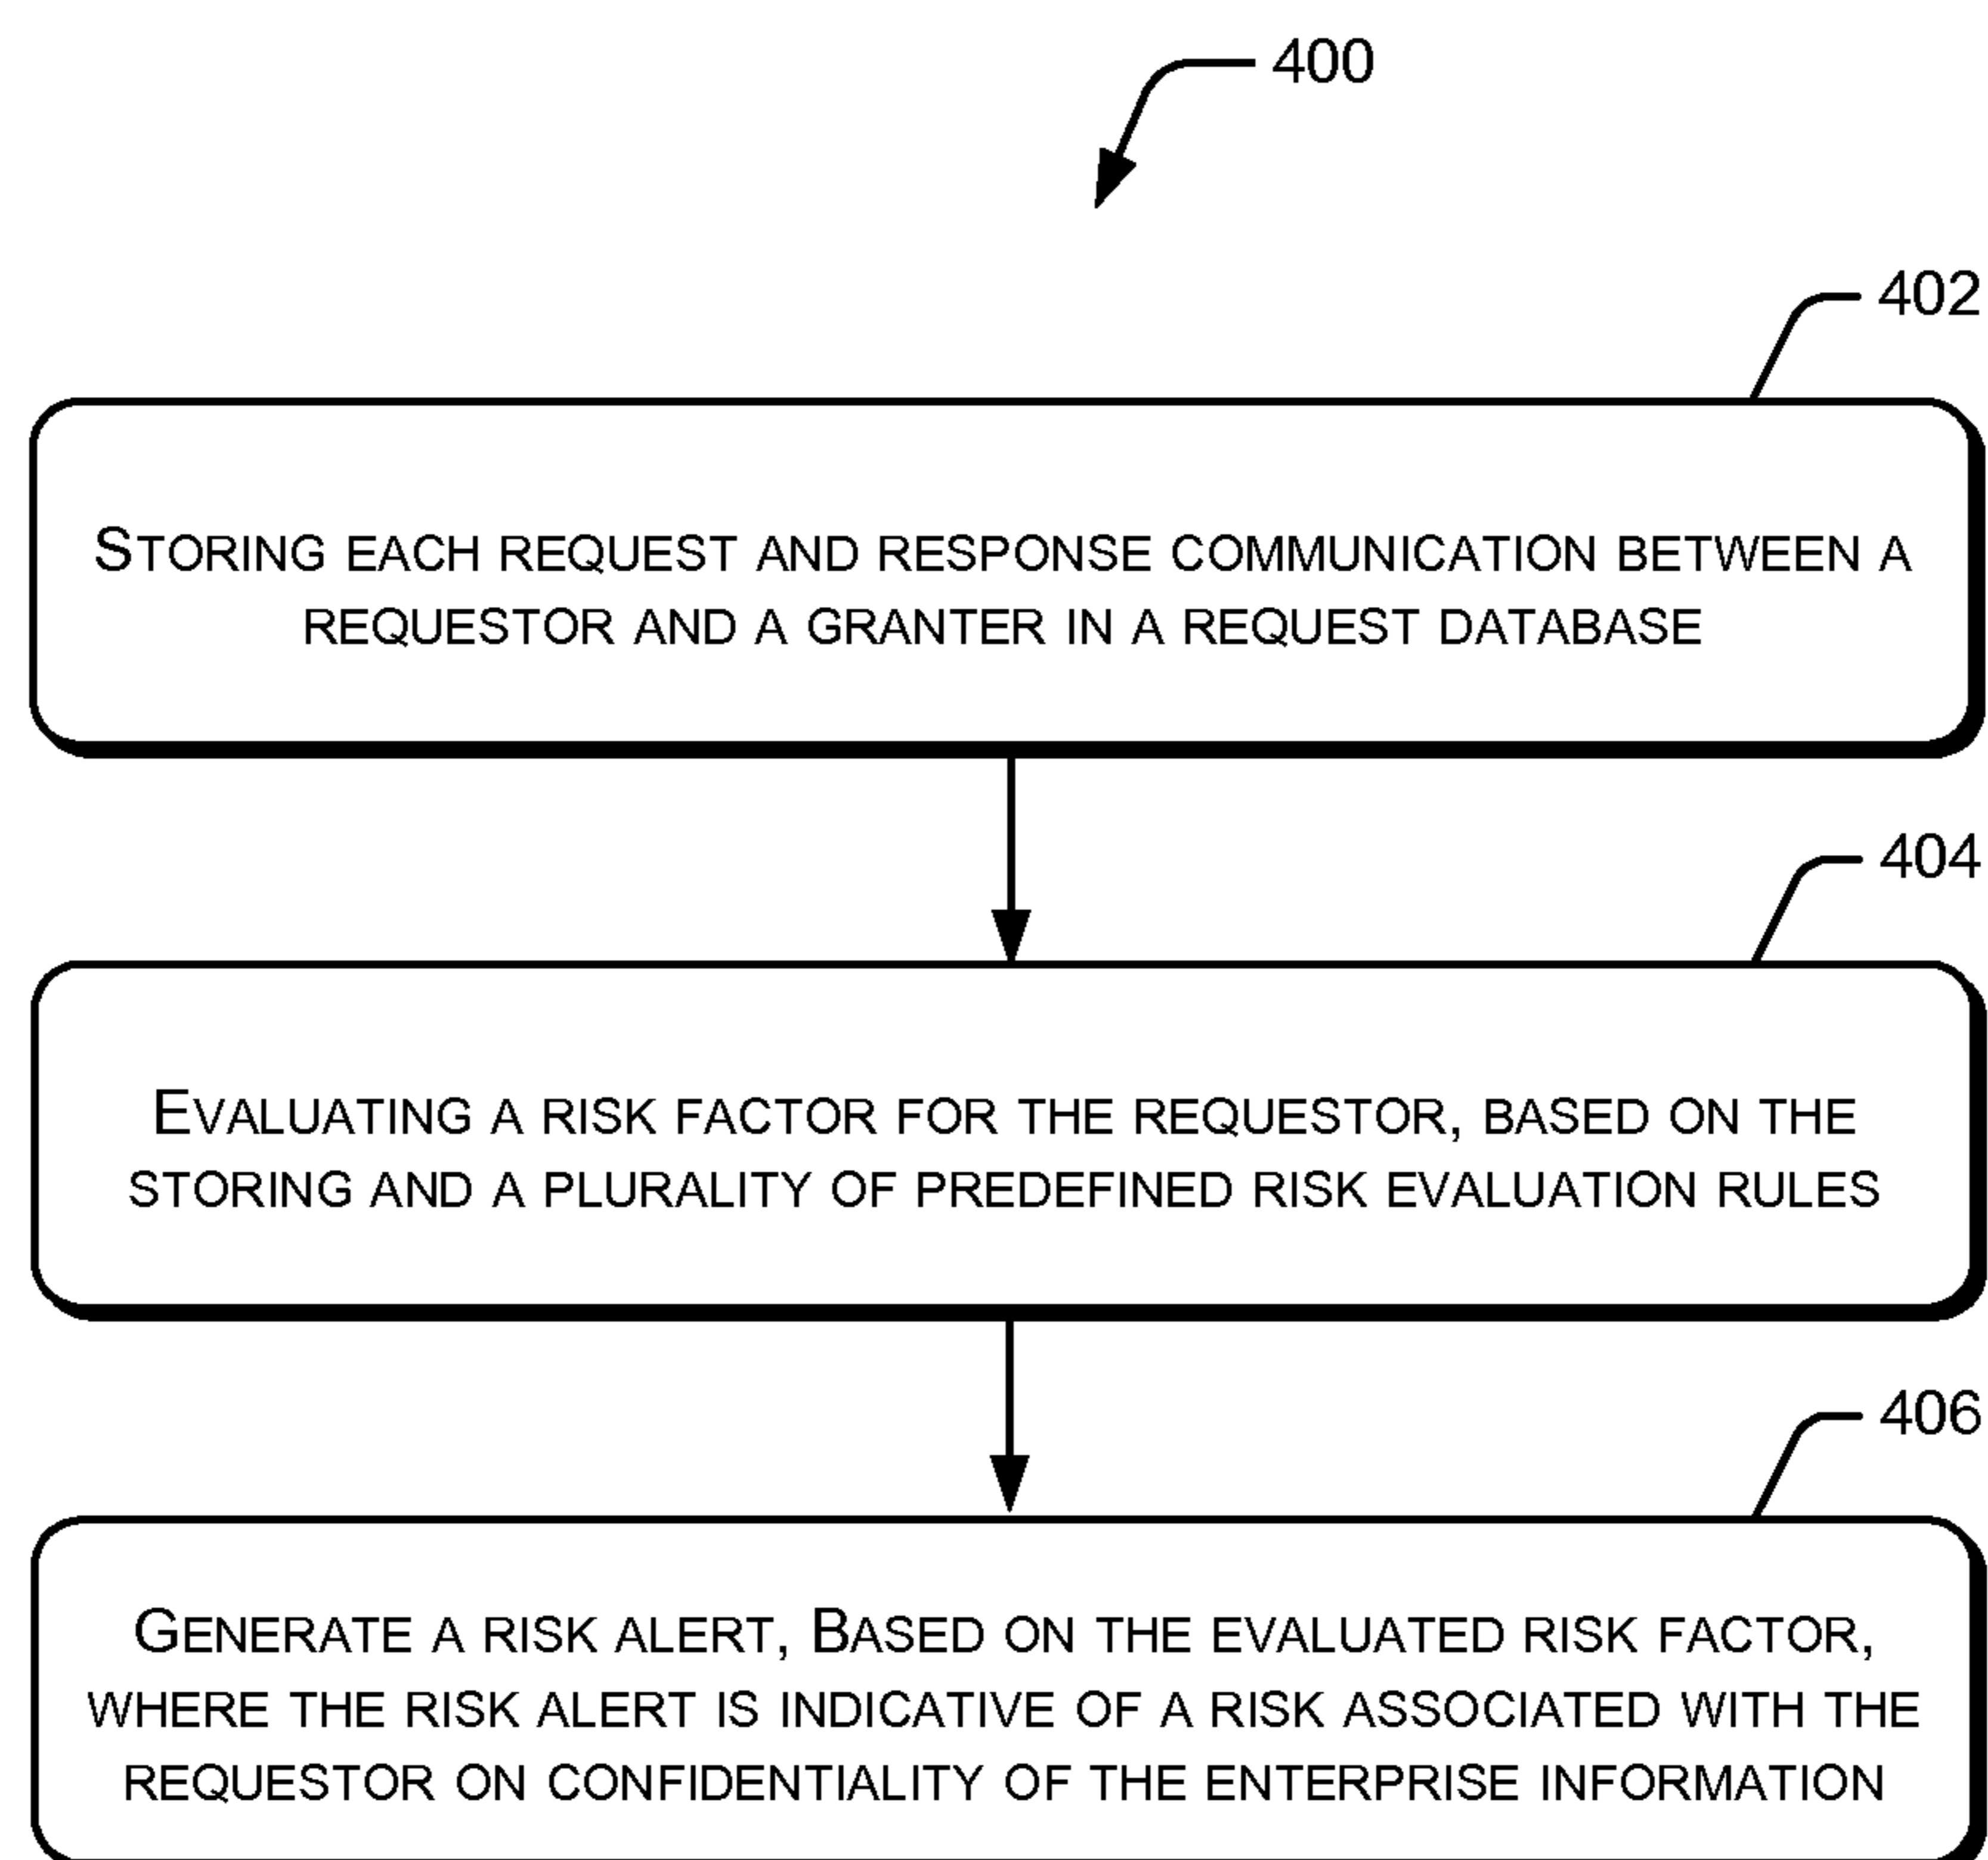 400
402
STORING EACH REQUEST AND RESPONSE COMMUNICATION BETWEEN A
REQUESTOR AND A GRANTER IN A REQUEST DATABASE
404
EVALUATING A RISK FACTOR FOR THE REQUESTOR, BASED ON THE
STORING AND A PLURALITY OF PREDEFINED RISK EVALUATION RULES
406
GENERATE A RISK ALERT, BASED ON THE EVALUATED RISK FACTOR,
WHERE THE RISK ALERT IS INDICATIVE OF A RISK ASSOCIATED WITH THE
REQUESTOR ON CONFIDENTIALITY OF THE ENTERPRISE INFORMATION